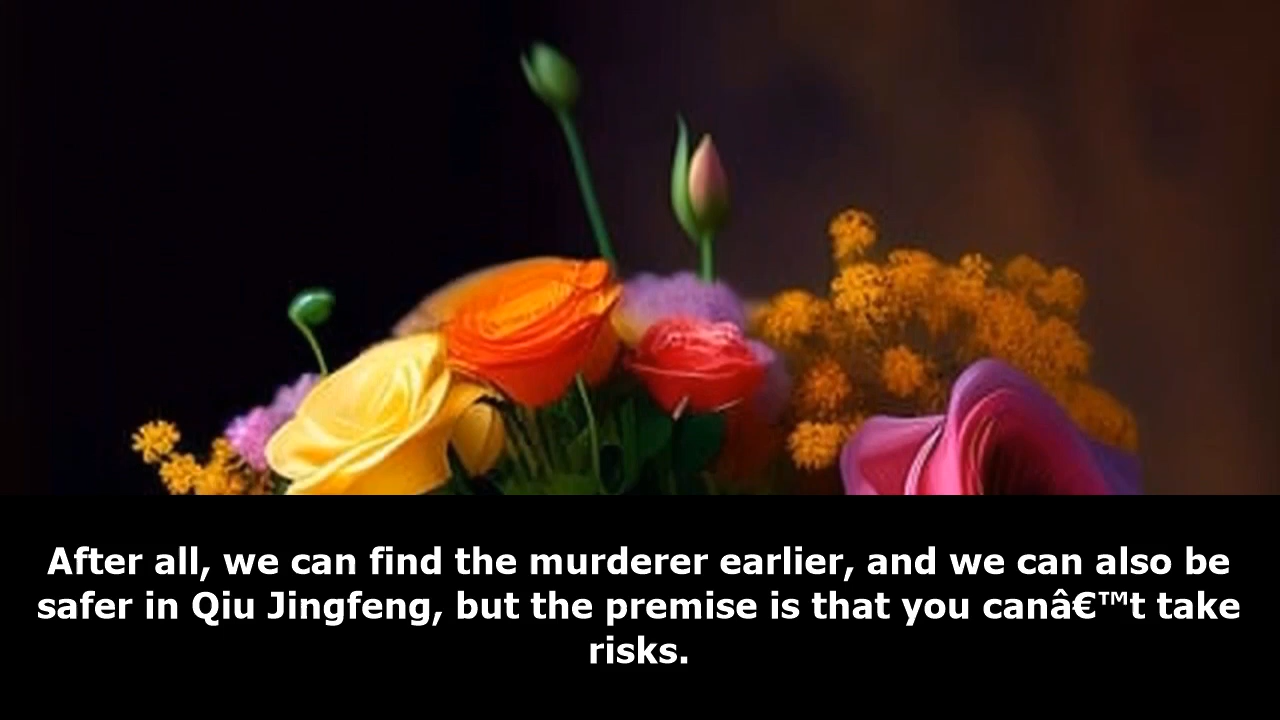 After all, we can find the murderer earlier, and we can also be
safer in Qiu Jingfeng, but the premise is that you canâ€™t take
risks.